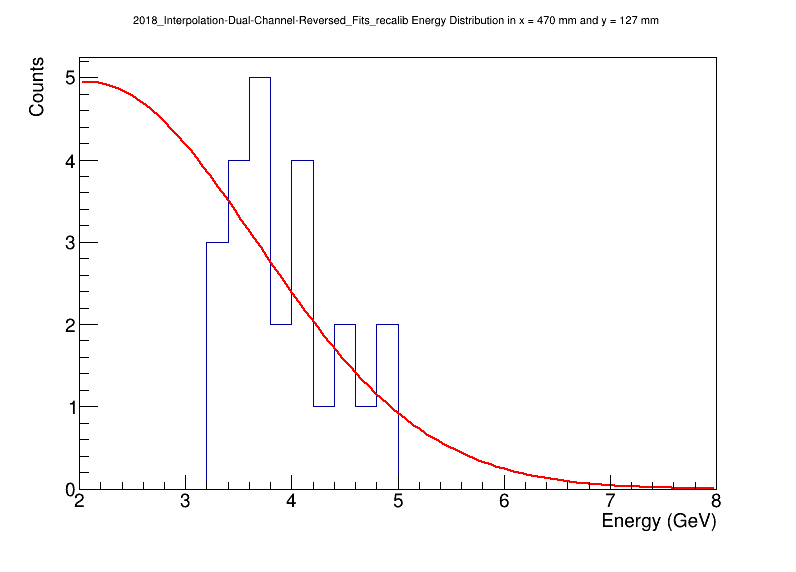 2018_Interpolation-Dual-Channel-Reversed_Fits_recalib Energy Distribution in x = 470 mm and y = 127 mm
Counts
5
4
3
2
1
0
2 3 4 5 6 7 8
Energy (GeV)